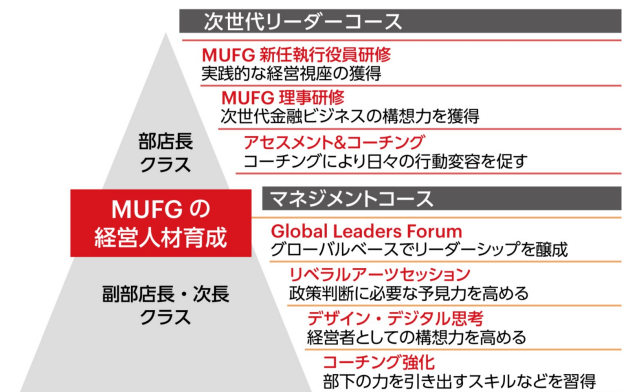 次世代リーダーコース
MUFG 新任執行役員研修
実践的な経営視座の獲得
MUFG 理事研修
次世代金融ビジネスの構想力を獲得
アセスメント&コーチング
コーチングにより日々の行動変容を促す
部店長
クラス
MUFG の
経営人材育成
マネジメントコース
Global Leaders Forum
グローバルベースでリーダーシップを醸成
リベラルアーツセッション
政策判断に必要な予見力を高める
副部店長・次長
クラス
デザイン・デジタル思考
経営者としての構想力を高める
コーチング強化
部下の力を引き出すスキルなどを習得